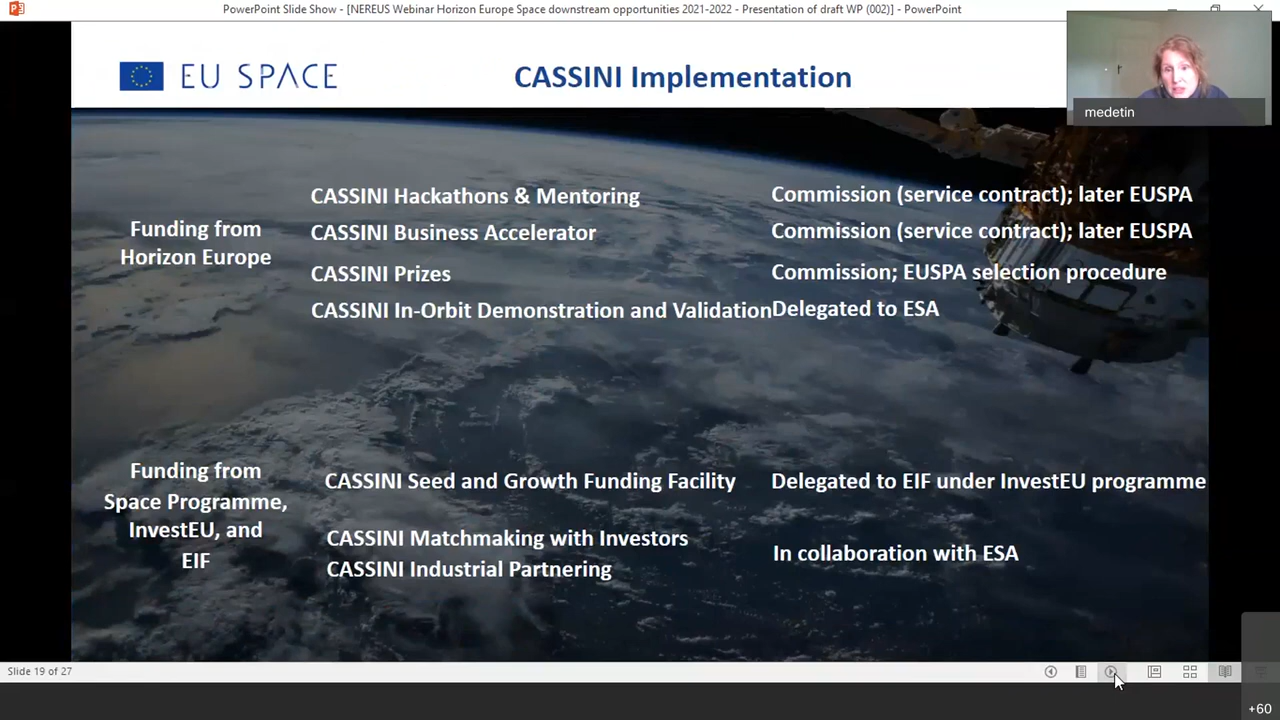 PowerPoint Slide Show - [NEREUS Webinar Horizon Europe Space downstream opportunities 2021-2022 - Presentation of draft WP (002)] - PowerPoint
EU SPACE
CASSINI Implementation
medetin
Funding from
Horizon Europe
CASSINI Hackathons & Mentoring
Commission (service contract); later EUSPA
CASSINI Business Accelerator
Commission (service contract); later EUSPA
CASSINI Prizes
Commission; EUSPA selection procedure
CASSINI In-Orbit Demonstration and Validation
Delegated to ESA
Funding from
Space Programme,
InvestEU, and
EIF
CASSINI Seed and Growth Funding Facility
Delegated to EIF under InvestEU programme
CASSINI Matchmaking with Investors
CASSINI Industrial Partnering
In collaboration with ESA
Slide 19 of 27
+60